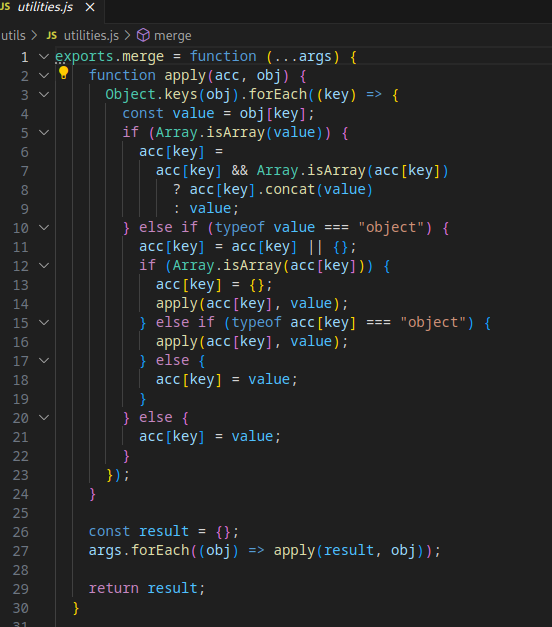 JS utilities.js ×
utils > JS utilities.js > merge
1 exports.merge = function (...args) {
2 function apply(acc, obj) {
3 Object.keys(obj).forEach((key) => {
4 const value = obj[key];
5 if (Array.isArray(value)) {
6 acc[key] =
7 acc[key] && Array.isArray(acc[key])
8 ? acc[key].concat(value)
9 : value;
10 } else if (typeof value === "object") {
11 acc[key] = acc[key] || {};
12 if (Array.isArray(acc[key])) {
13 acc[key] = {};
14 apply(acc[key], value);
15 } else if (typeof acc[key] === "object") {
16 apply(acc[key], value);
17 } else {
18 acc[key] = value;
19 }
20 } else {
21 acc[key] = value;
22 }
23 });
24 }
25
26 const result = {};
27 args.forEach((obj) => apply(result, obj));
28
29 return result;
30 }
31